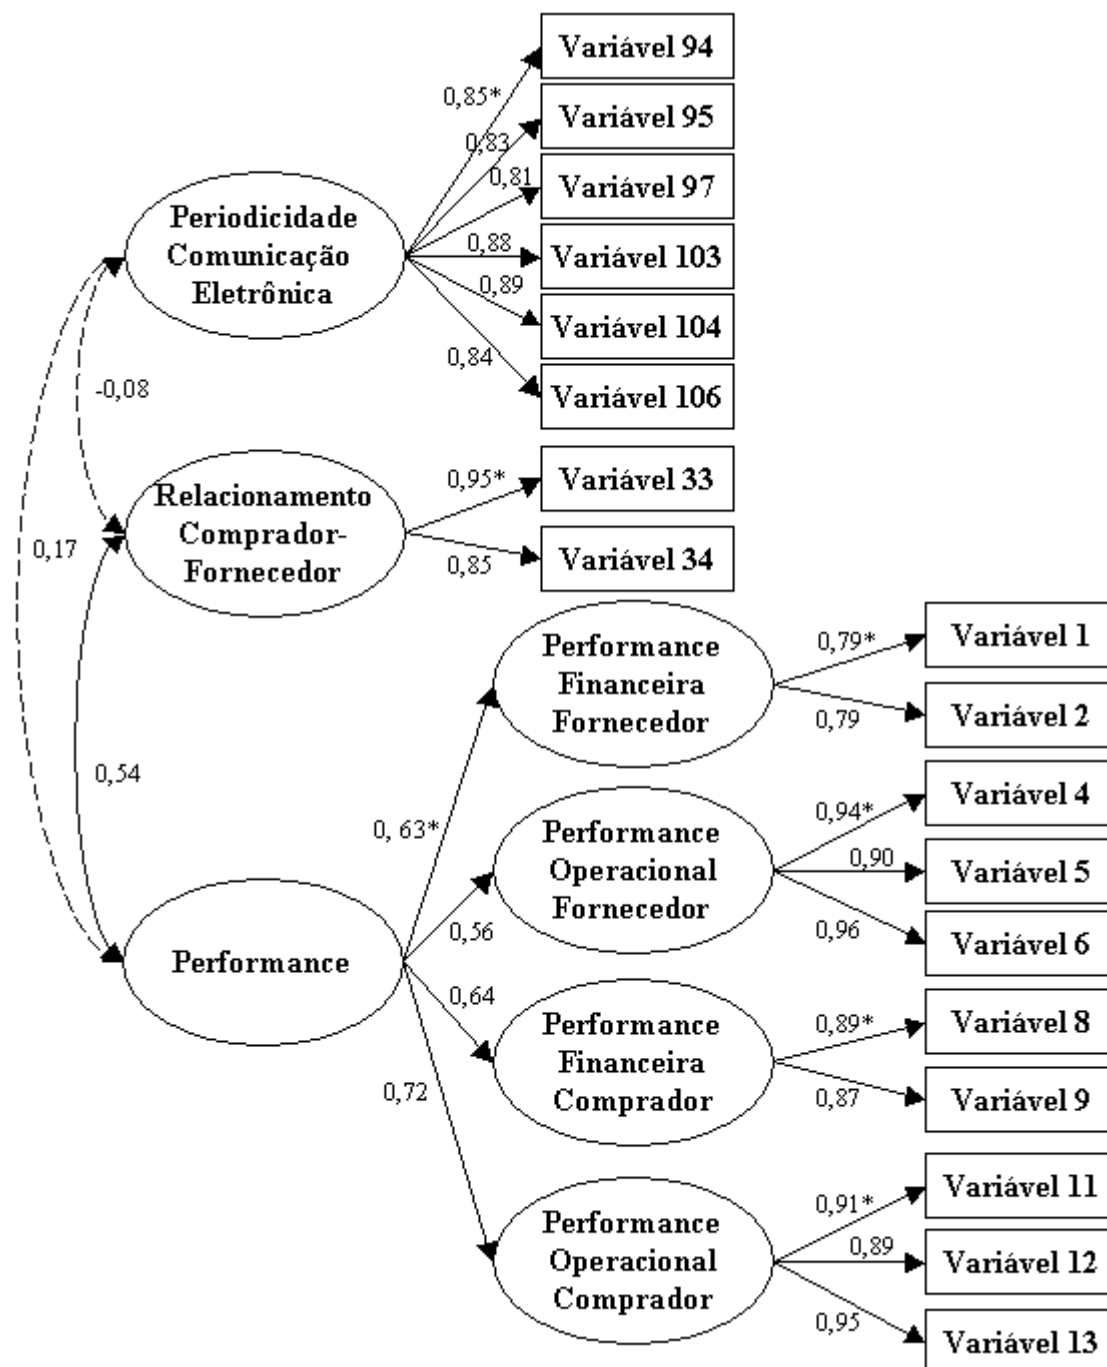 Variável 94
0,85*
Variável 95
0,83
0,81
Variável 97
Periodicidade
Comunicação
Eletrônica
0,88
Variável 103
0,89
Variável 104
0,84
Variável 106
-0,08
Relacionamento
Comprador-
Fornecedor
0,95*
Variável 33
0,85
Variável 34
0,17
Performance
Financeira
Fornecedor
0,79*
Variável 1
0,79
Variável 2
0,54
0, 63*
Performance
Operacional
Fornecedor
0,94*
Variável 4
0,90
Variável 5
0,96
Variável 6
0,56
Performance
0,64
Performance
Financeira
Comprador
0,89*
Variável 8
0,87
Variável 9
0,72
Performance
Operacional
Comprador
0,91*
Variável 11
0,89
Variável 12
0,95
Variável 13